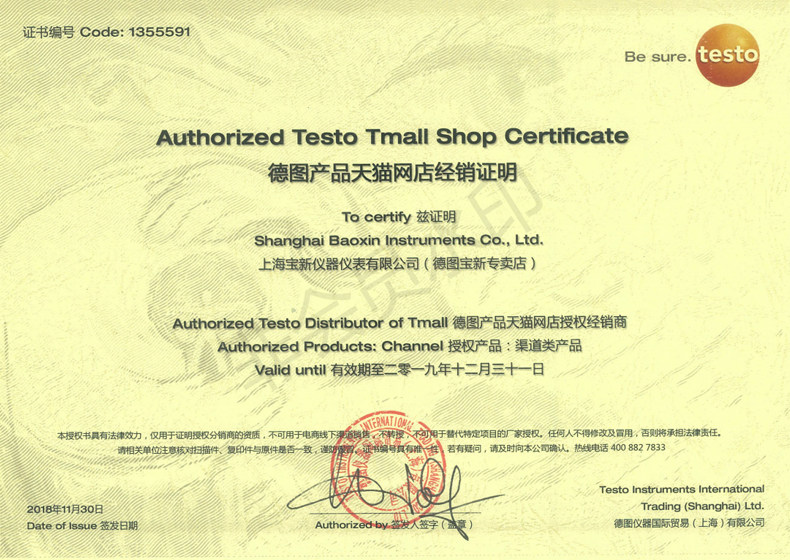 证书编号 Code: 1355591
Be sure. testo
Authorized Testo Tmall Shop Certificate
德图产品天猫网店经销证明
To certify 兹证明
Shanghai Baoxin Instruments Co., Ltd.
上海宝新仪器仪表有限公司（德图宝新专卖店）
Authorized Testo Distributor of Tmall 德图产品天猫网店授权经销商
Authorized Products: Channel 授权产品：渠道类产品
Valid until 有效期至二零一九年十二月三十一日
本授权书具有法律效力，仅用于证明授权分销商的资质，不可用于电商线下渠道销售，不转授，不可用于替代特定项目的厂家授权。任何人不得修改及冒用，否则将承担法律责任。
请相关单位注意核对扫描件、复印件与原件是否一致，谨防假冒。证书编号具有唯一性，若有疑问，请及时向本公司确认。热线电话 400 882 7833
2018年11月30日
Date of Issue 签发日期
Authorized by 签发人签字（盖章）
Testo Instruments International
Trading (Shanghai) Ltd.
德图仪器国际贸易（上海）有限公司